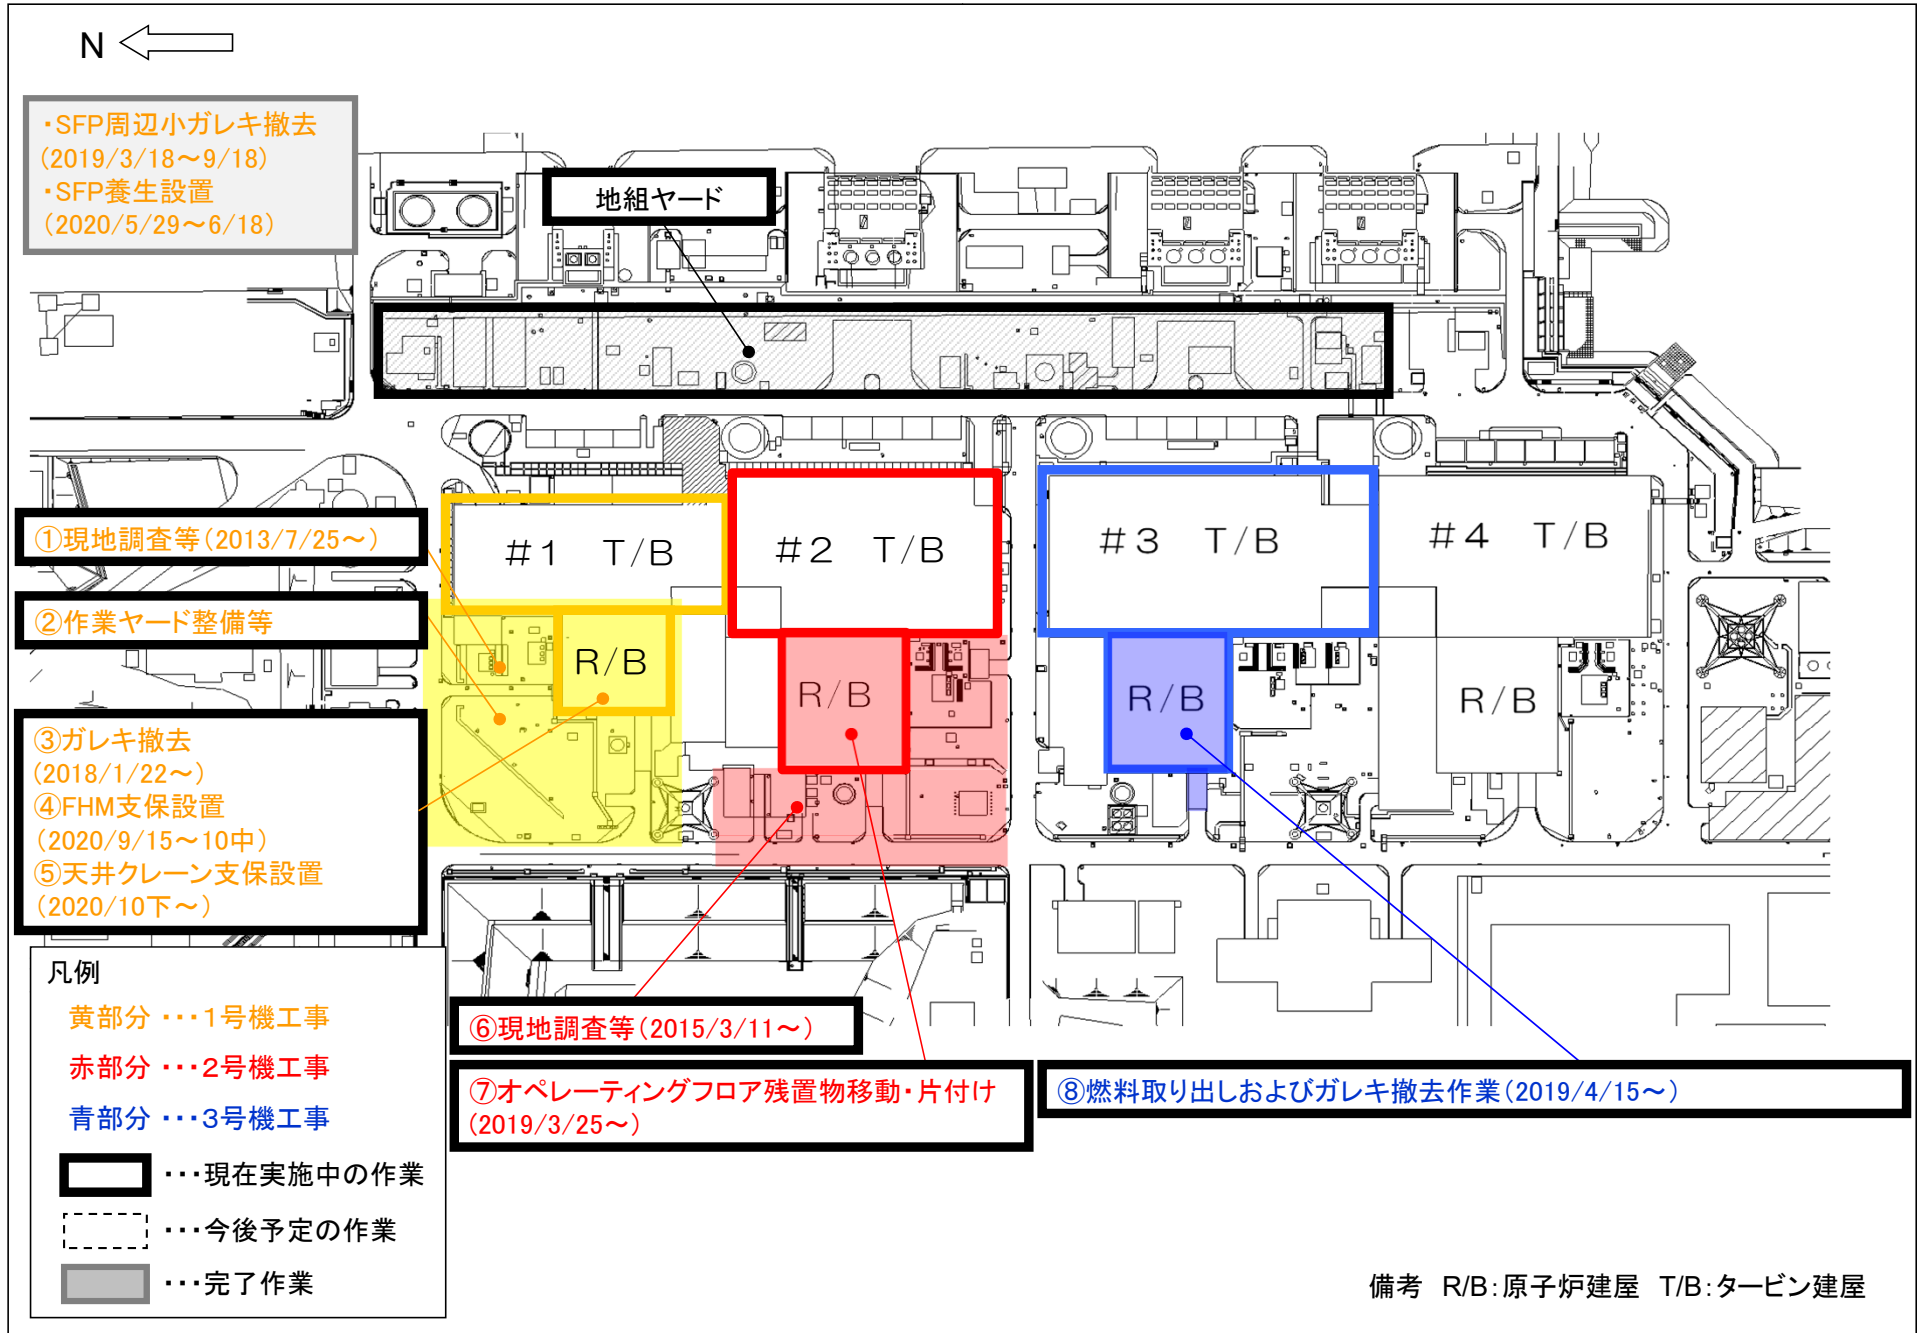 N
・SFP周辺小ガレキ撤去
(2019/3/18～9/18)
・SFP養生設置
(2020/5/29～6/18)
地組ヤード
①現地調査等(2013/7/25～)
②作業ヤード整備等
#1 T/B
#2 T/B
#3 T/B
#4 T/B
R/B
R/B
R/B
R/B
③ガレキ撤去
(2018/1/22～)
④FHM支保設置
(2020/9/15～10中)
⑤天井クレーン支保設置
(2020/10下～)
⑥現地調査等(2015/3/11～)
⑦オペレーティングフロア残置物移動・片付け
(2019/3/25～)
⑧燃料取り出しおよびガレキ撤去作業(2019/4/15～)
凡例
黄部分 ・・・1号機工事
赤部分 ・・・2号機工事
青部分 ・・・3号機工事
・・・現在実施中の作業
・・・今後予定の作業
・・・完了作業
備考 R/B:原子炉建屋 T/B:タービン建屋